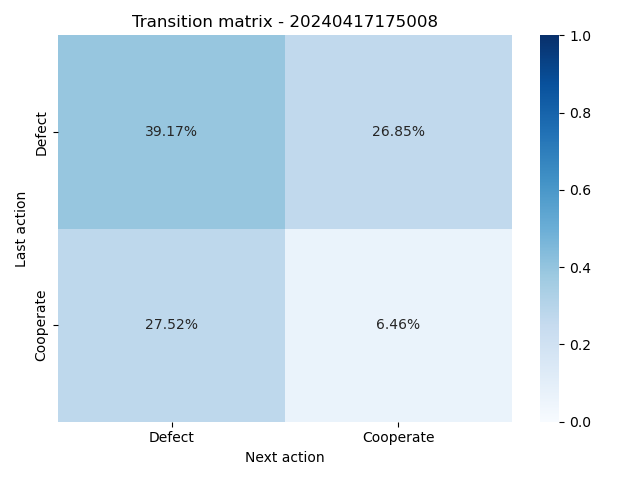 Transition matrix - 20240417175008
Defect
39.17%
26.85%
Last action
Cooperate
27.52%
6.46%
Defect
Cooperate
Next action
1.0
0.8
0.6
0.4
0.2
0.0